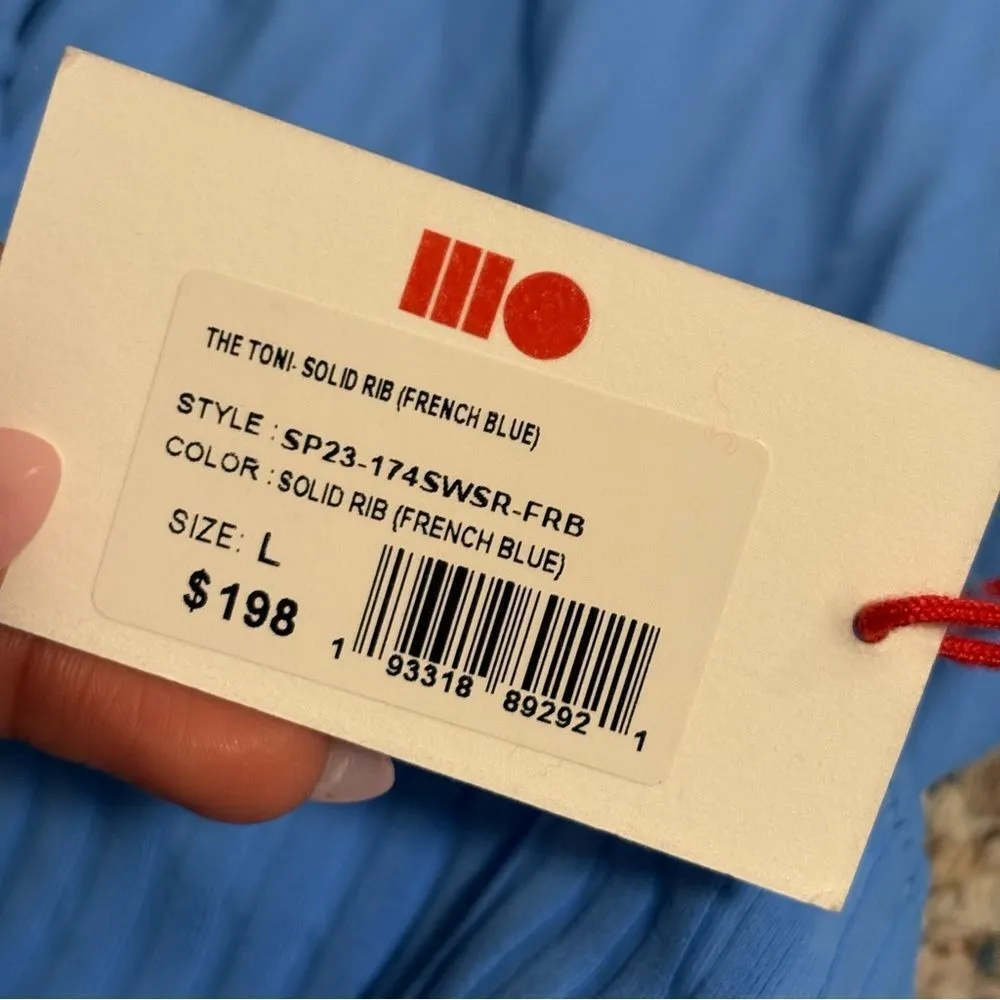 THE TONI- SOLID RIB (FRENCH BLUE)
STYLE : SP23-174SWSR-FRB
COLOR : SOLID RIB (FRENCH BLUE)
SIZE: L
$198
1 93318 89292 1